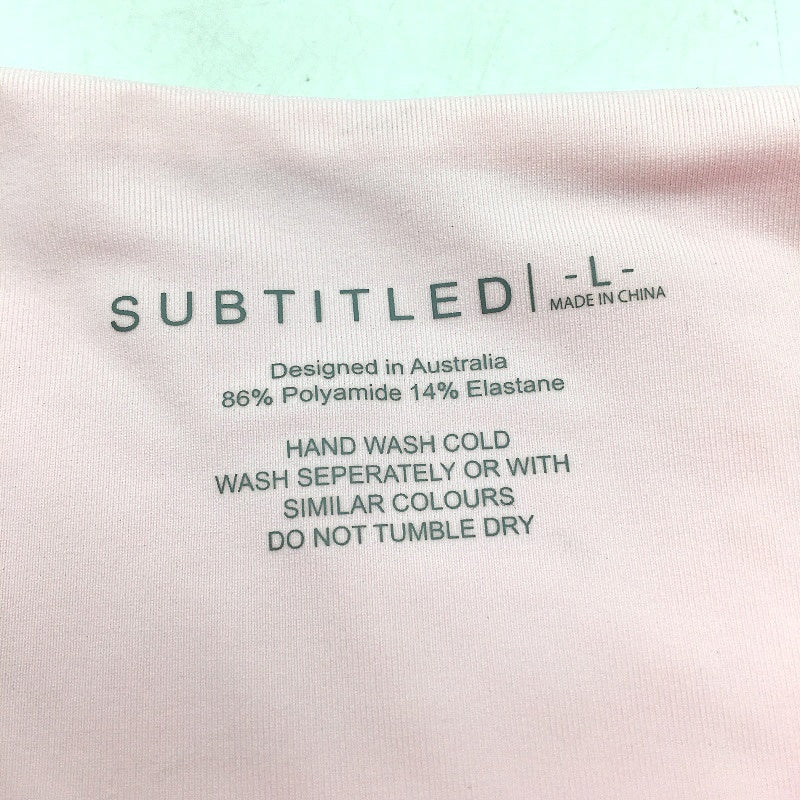 SUBTITLED | -L-
MADE IN CHINA
Designed in Australia
86% Polyamide 14% Elastane
HAND WASH COLD
WASH SEPERATELY OR WITH
SIMILAR COLOURS
DO NOT TUMBLE DRY